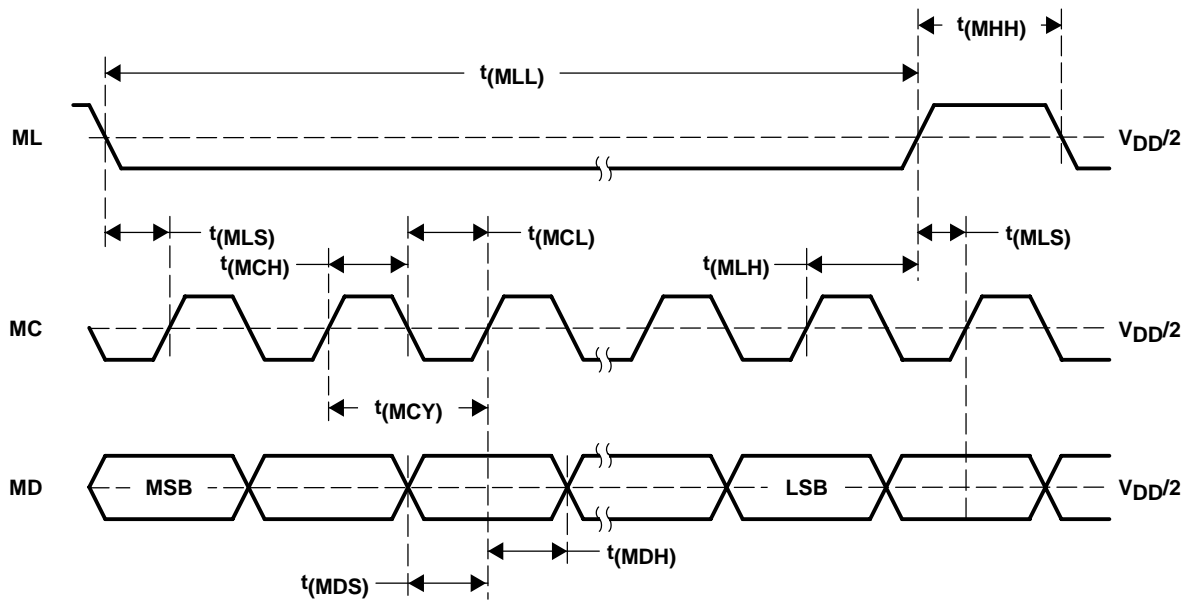 t(MHH)
t(MLL)
ML
VDD/2
t(MLS)
t(MCL)
t(MLS)
t(MCH)
t(MLH)
MC
VDD/2
t(MCY)
MD
MSB
LSB
VDD/2
t(MDH)
t(MDS)